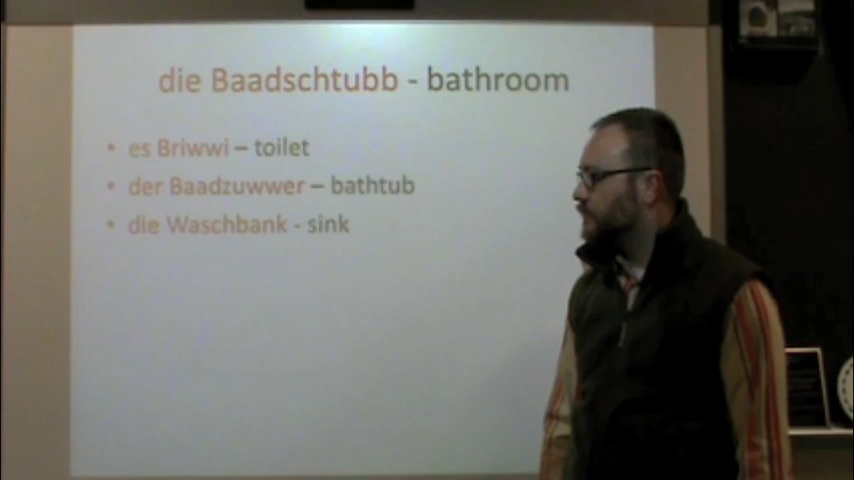 die Baadschtubb - bathroom
• es Briwwi – toilet
• der Baadzuwwer – bathtub
• die Waschbank - sink